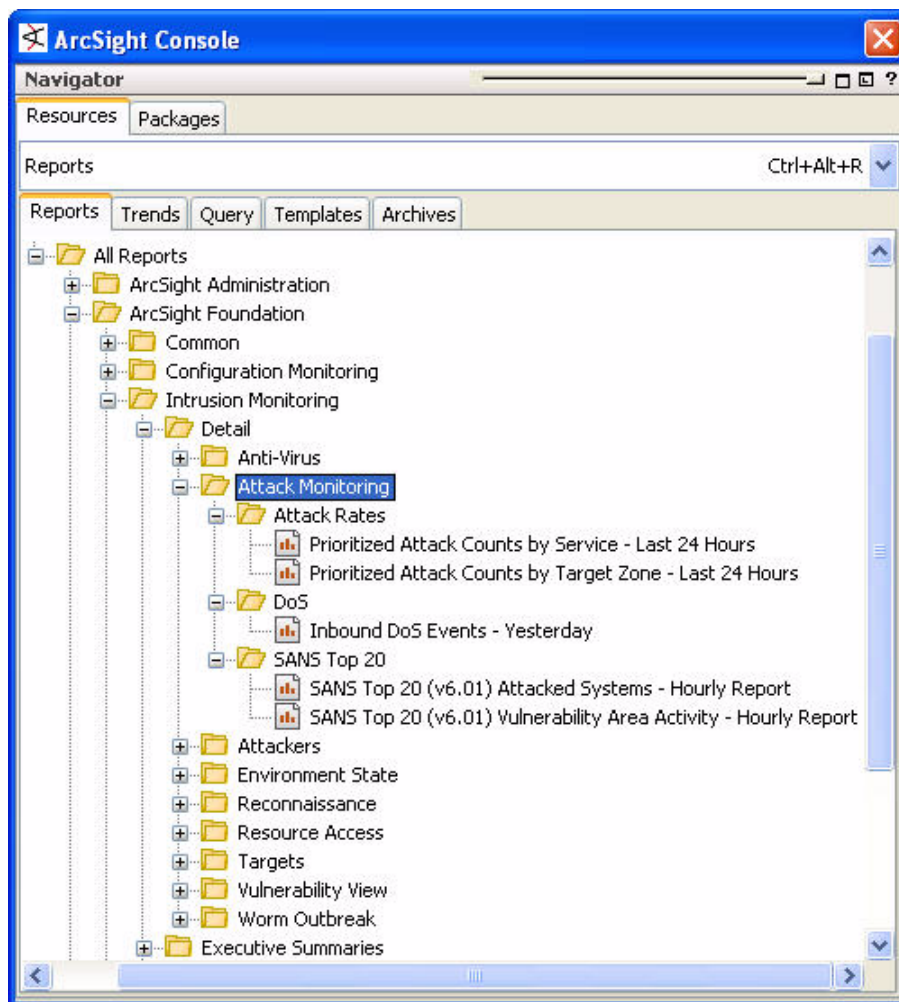 ArcSight Console
Navigator ?
Resources Packages
Reports Ctrl+Alt+R
Reports Trends Query Templates Archives
All Reports
ArcSight Administration
ArcSight Foundation
Common
Configuration Monitoring
Intrusion Monitoring
Detail
Anti-Virus
Attack Monitoring
Attack Rates
Prioritized Attack Counts by Service - Last 24 Hours
Prioritized Attack Counts by Target Zone - Last 24 Hours
DoS
Inbound DoS Events - Yesterday
SANS Top 20
SANS Top 20 (v6.01) Attacked Systems - Hourly Report
SANS Top 20 (v6.01) Vulnerability Area Activity - Hourly Report
Attackers
Environment State
Reconnaissance
Resource Access
Targets
Vulnerability View
Worm Outbreak
Executive Summaries